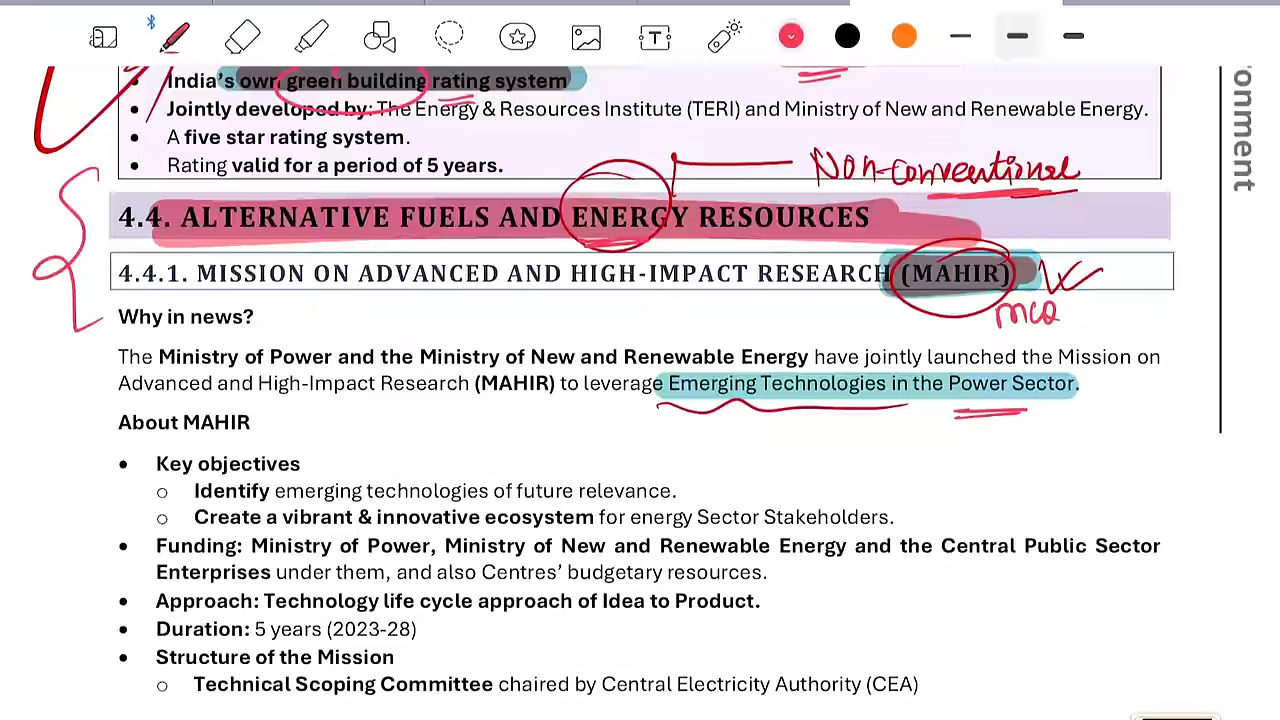 India's own green building rating system
Jointly developed by: The Energy & Resources Institute (TERI) and Ministry of New and Renewable Energy.
A five star rating system.
Rating valid for a period of 5 years.
Non-conventional
4.4. ALTERNATIVE FUELS AND ENERGY RESOURCES
4.4.1. MISSION ON ADVANCED AND HIGH-IMPACT RESEARCH (MAHIR)
mcq
Why in news?
The Ministry of Power and the Ministry of New and Renewable Energy have jointly launched the Mission on
Advanced and High-Impact Research (MAHIR) to leverage Emerging Technologies in the Power Sector.
About MAHIR
• Key objectives
o Identify emerging technologies of future relevance.
o Create a vibrant & innovative ecosystem for energy Sector Stakeholders.
• Funding: Ministry of Power, Ministry of New and Renewable Energy and the Central Public Sector
Enterprises under them, and also Centres' budgetary resources.
• Approach: Technology life cycle approach of Idea to Product.
• Duration: 5 years (2023-28)
• Structure of the Mission
o Technical Scoping Committee chaired by Central Electricity Authority (CEA)
onment